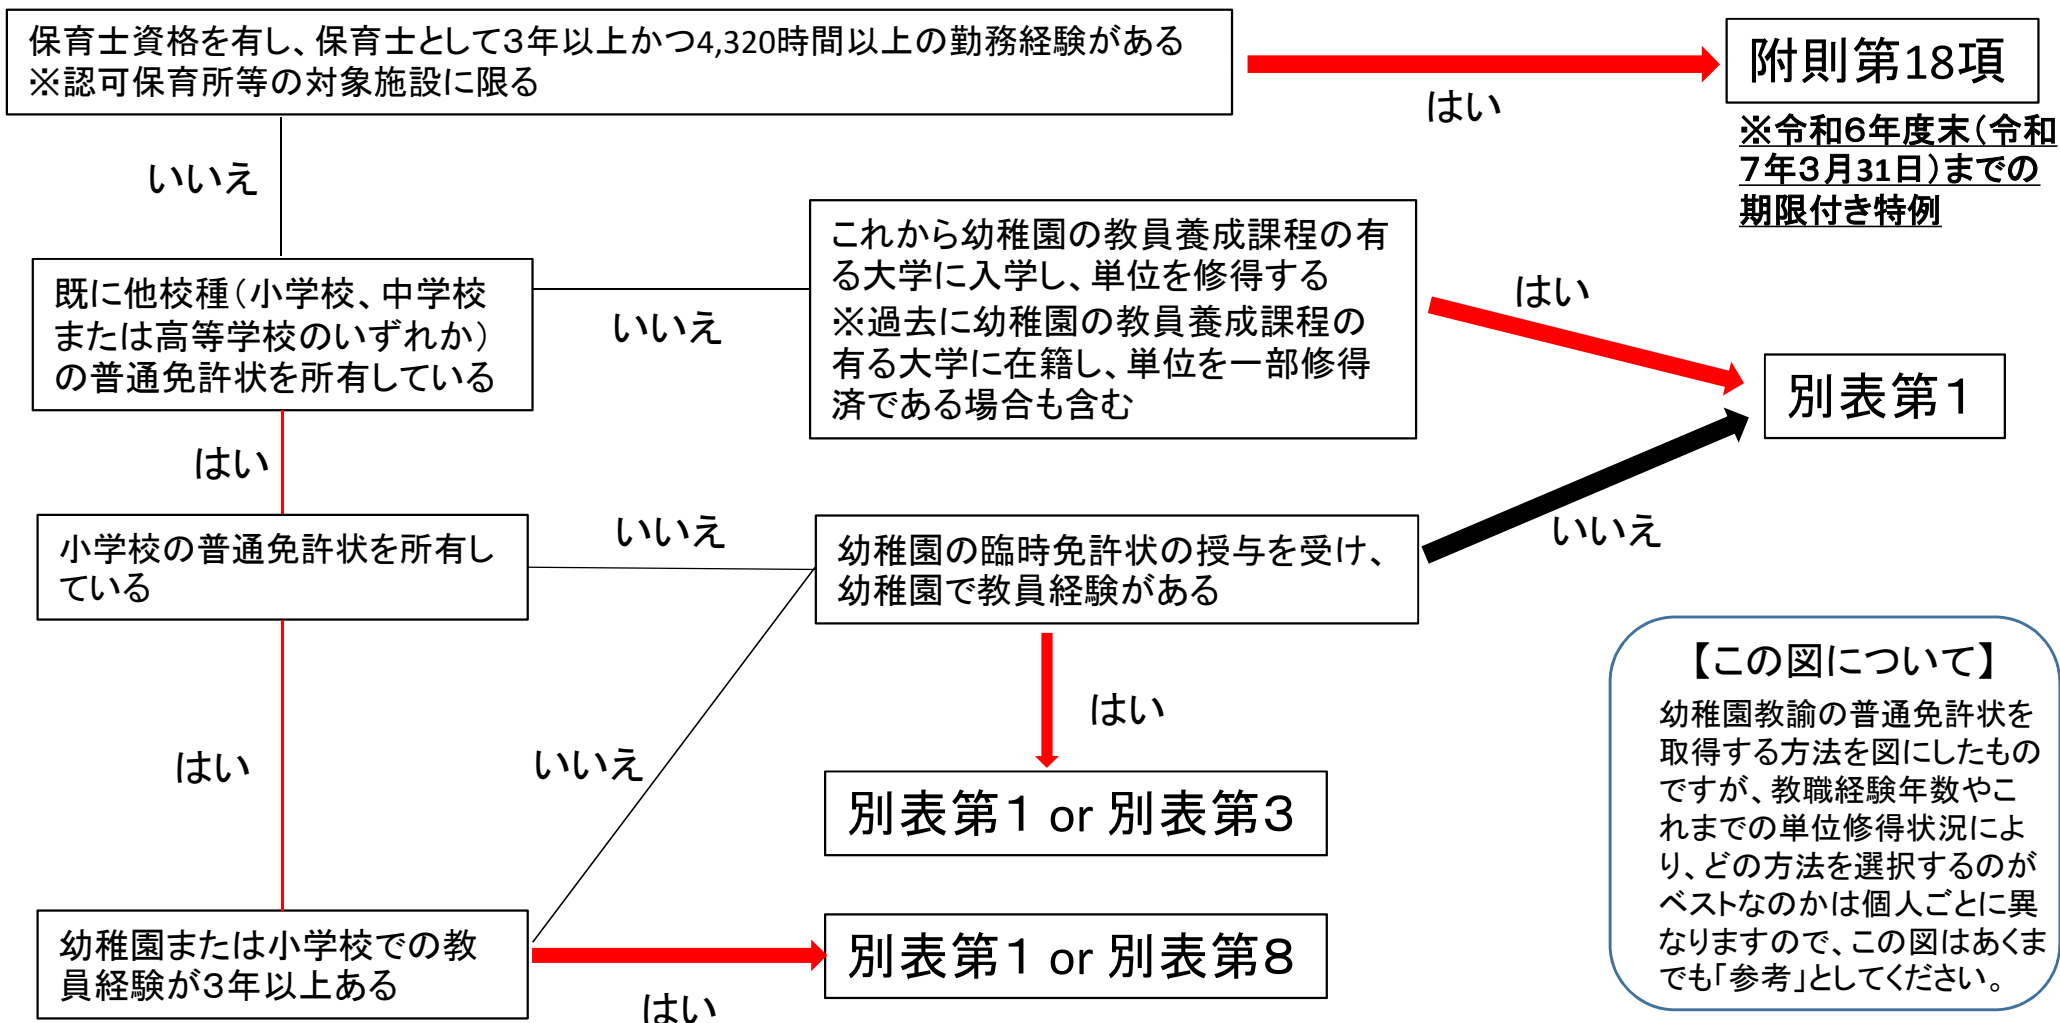 保育士資格を有し、保育士として３年以上かつ4,320時間以上の勤務経験がある
※認可保育所等の対象施設に限る
はい
附則第18項
※令和６年度末（令和
７年３月31日）までの
期限付き特例
いいえ
既に他校種（小学校、中学校
または高等学校のいずれか）
の普通免許状を所有している
いいえ
これから幼稚園の教員養成課程の有
る大学に入学し、単位を修得する
※過去に幼稚園の教員養成課程の
有る大学に在籍し、単位を一部修得
済である場合も含む
はい
別表第１
はい
小学校の普通免許状を所有し
ている
いいえ
幼稚園の臨時免許状の授与を受け、
幼稚園で教員経験がある
いいえ
はい
いいえ
はい
別表第１ or 別表第３
幼稚園または小学校での教
員経験が３年以上ある
はい
別表第１ or 別表第８
【この図について】
幼稚園教諭の普通免許状を
取得する方法を図にしたもの
ですが、教職経験年数やこ
れまでの単位修得状況によ
り、どの方法を選択するのが
ベストなのかは個人ごとに異
なりますので、この図はあくま
でも「参考」としてください。